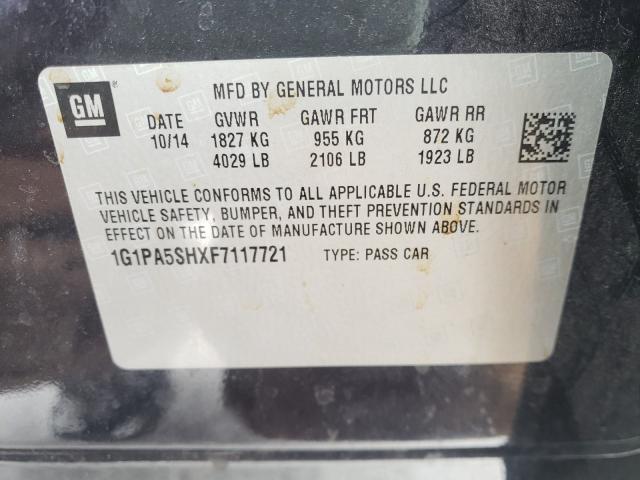 GM
MFD BY GENERAL MOTORS LLC
DATE GVWR GAWR FRT GAWR RR
10/14 1827 KG 955 KG 872 KG
4029 LB 2106 LB 1923 LB
THIS VEHICLE CONFORMS TO ALL APPLICABLE U.S. FEDERAL MOTOR
VEHICLE SAFETY, BUMPER, AND THEFT PREVENTION STANDARDS IN
EFFECT ON THE DATE OF MANUFACTURE SHOWN ABOVE.
1G1PA5SHXF7117721 TYPE: PASS CAR